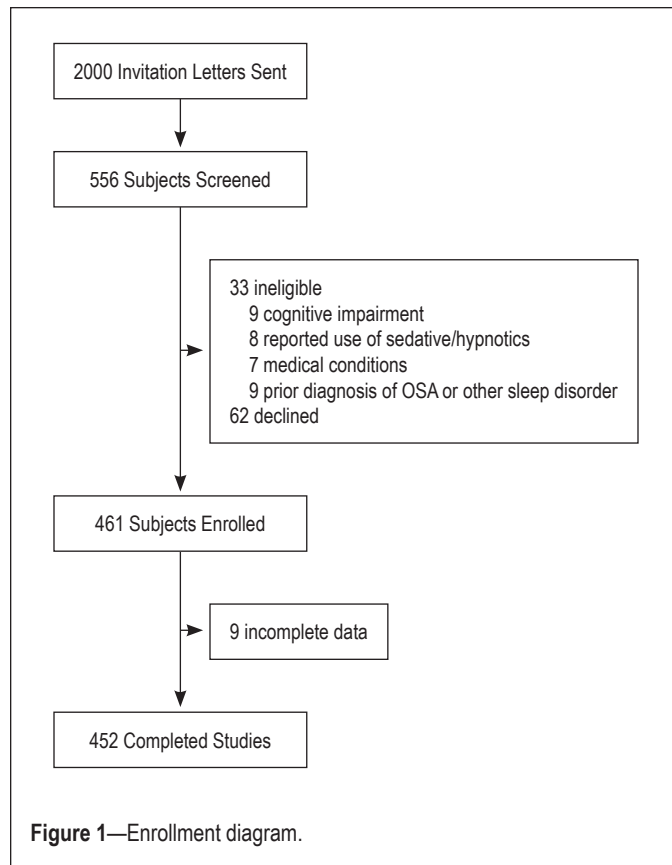 2000 Invitation Letters Sent
556 Subjects Screened
33 ineligible
9 cognitive impairment
8 reported use of sedative/hypnotics
7 medical conditions
9 prior diagnosis of OSA or other sleep disorder
62 declined
461 Subjects Enrolled
9 incomplete data
452 Completed Studies
Figure 1—Enrollment diagram.